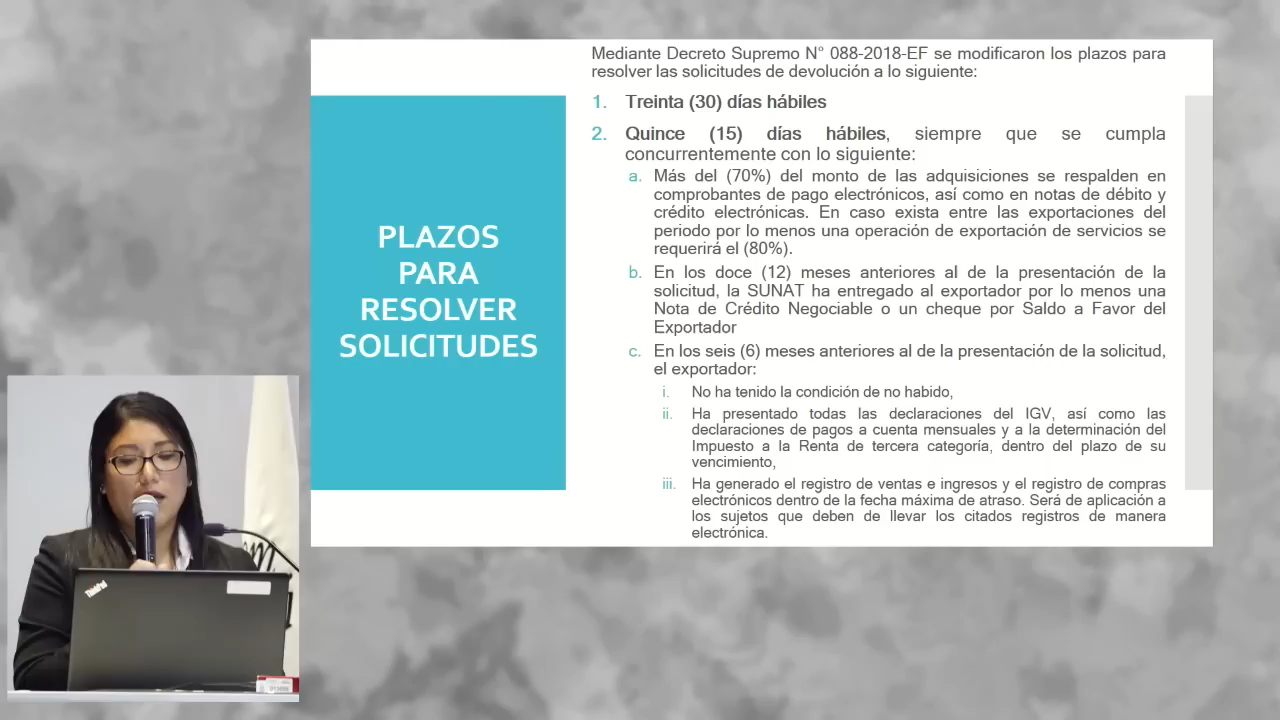 Mediante Decreto Supremo N° 088-2018-EF se modificaron los plazos para
resolver las solicitudes de devolución a lo siguiente:
1. Treinta (30) días hábiles
2. Quince (15) días hábiles, siempre que se cumpla
concurrentemente con lo siguiente:
a. Más del (70%) del monto de las adquisiciones se respalden en
comprobantes de pago electrónicos, así como en notas de débito y
crédito electrónicas. En caso exista entre las exportaciones del
periodo por lo menos una operación de exportación de servicios se
requerirá el (80%).
b. En los doce (12) meses anteriores al de la presentación de la
solicitud, la SUNAT ha entregado al exportador por lo menos una
Nota de Crédito Negociable o un cheque por Saldo a Favor del
Exportador
c. En los seis (6) meses anteriores al de la presentación de la solicitud,
el exportador:
i. No ha tenido la condición de no habido,
ii. Ha presentado todas las declaraciones del IGV, así como las
declaraciones de pagos a cuenta mensuales y a la determinación del
Impuesto a la Renta de tercera categoría, dentro del plazo de su
vencimiento,
iii. Ha generado el registro de ventas e ingresos y el registro de compras
electrónicos dentro de la fecha máxima de atraso. Será de aplicación a
los sujetos que deben de llevar los citados registros de manera
electrónica.
PLAZOS
PARA
RESOLVER
SOLICITUDES
ThinkPad